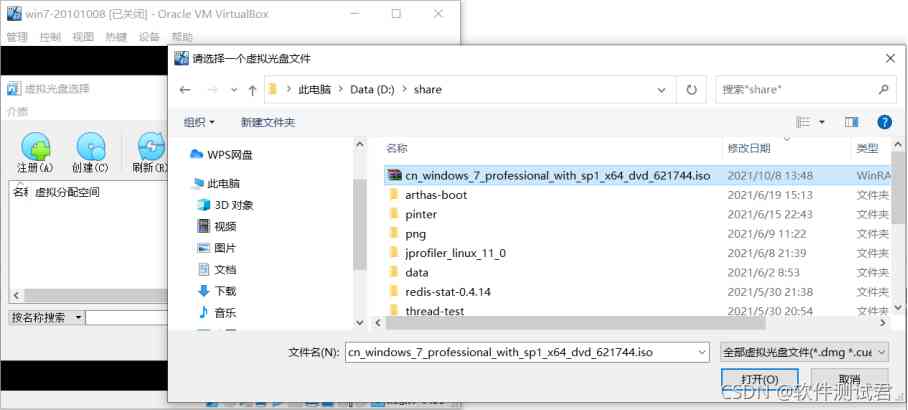 win7-20101008 [已关闭] - Oracle VM VirtualBox
管理 控制 视图 热键 设备 帮助
虚拟光盘选择
介质
注册(A) 创建(C) 刷新(R)
名称 虚拟分配空间
按名称搜索
请选择一个虚拟光盘文件
此电脑 Data (D:) share
搜索"share"
组织 新建文件夹
WPS网盘
此电脑
3D 对象
视频
图片
文档
下载
音乐
名称 修改日期 类型
cn_windows_7_professional_with_sp1_x64_dvd_621744.iso 2021/10/8 13:48 WinRA
arthas-boot 2021/6/19 15:13 文件夹
pinter 2021/6/15 22:43 文件夹
png 2021/6/9 11:22 文件夹
jprofiler_linux_11_0 2021/6/8 21:39 文件夹
data 2021/6/2 8:53 文件夹
redis-stat-0.4.14 2021/5/30 21:38 文件夹
thread-test 2021/5/30 20:54 文件夹
文件名(N): cn_windows_7_professional_with_sp1_x64_dvd_621744.iso 全部虚拟光盘文件(*.dmg *.cue
打开(O) 取消
CSDN @软件测试君